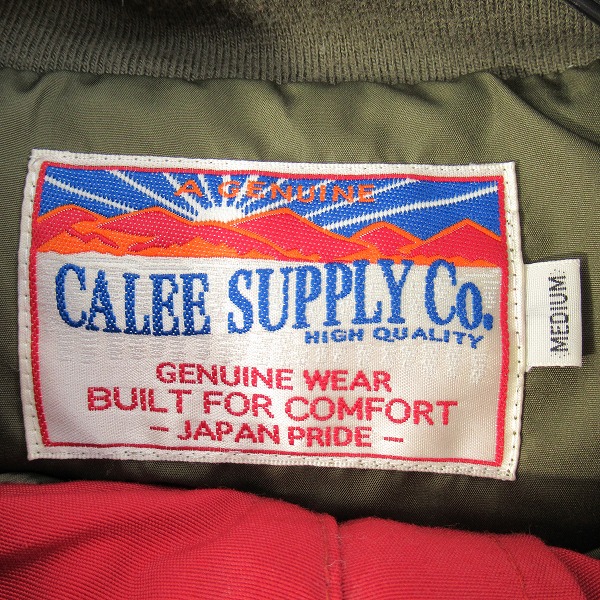 A GENUINE
CALEE SUPPLY Co.
HIGH QUALITY
GENUINE WEAR
BUILT FOR COMFORT
- JAPAN PRIDE -
MEDIUM